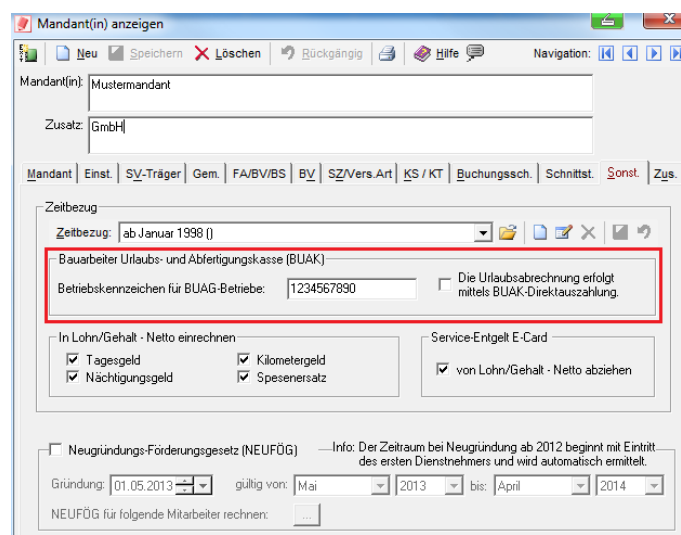 Mandant(in) anzeigen
Neu Speichern Löschen Rückgängig Hilfe Navigation:
Mandant(in): Mustermandant
Zusatz: GmbH
Mandant Einst. SV-Träger Gem. FA/BV/BS BV SZ/Vers.Art KS / KT Buchungssch. Schnittst. Sonst. Zus.
Zeitbezug
Zeitbezug: ab Januar 1998 ()
Bauarbeiter Urlaubs- und Abfertigungskasse (BUAK)
Betriebskennzeichen für BUAG-Betriebe: 1234567890 Die Urlaubsabrechnung erfolgt
mittels BUAK-Direktauszahlung.
In Lohn/Gehalt - Netto einrechnen Service-Entgelt E-Card
Tagesgeld Kilometergeld
von Lohn/Gehalt - Netto abziehen
Nächtigungsgeld Spesenersatz
Neugründungs-Förderungsgesetz (NEUFÖG) Info: Der Zeitraum bei Neugründung ab 2012 beginnt mit Eintritt
des ersten Dienstnehmers und wird automatisch ermittelt.
Gründung: 01.05.2013 gültig von: Mai 2013 bis: April 2014
NEUFÖG für folgende Mitarbeiter rechnen: ...